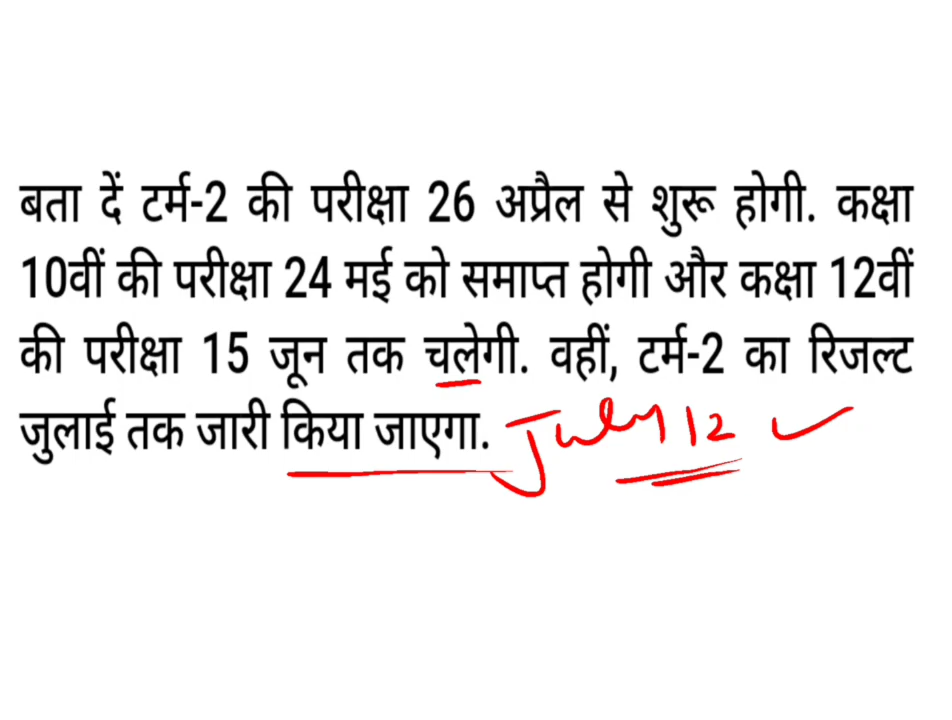 बता दें टर्म-2 की परीक्षा 26 अप्रैल से शुरू होगी. कक्षा
10वीं की परीक्षा 24 मई को समाप्त होगी और कक्षा 12वीं
की परीक्षा 15 जून तक चलेगी. वहीं, टर्म-2 का रिजल्ट
जुलाई तक जारी किया जाएगा. July 12